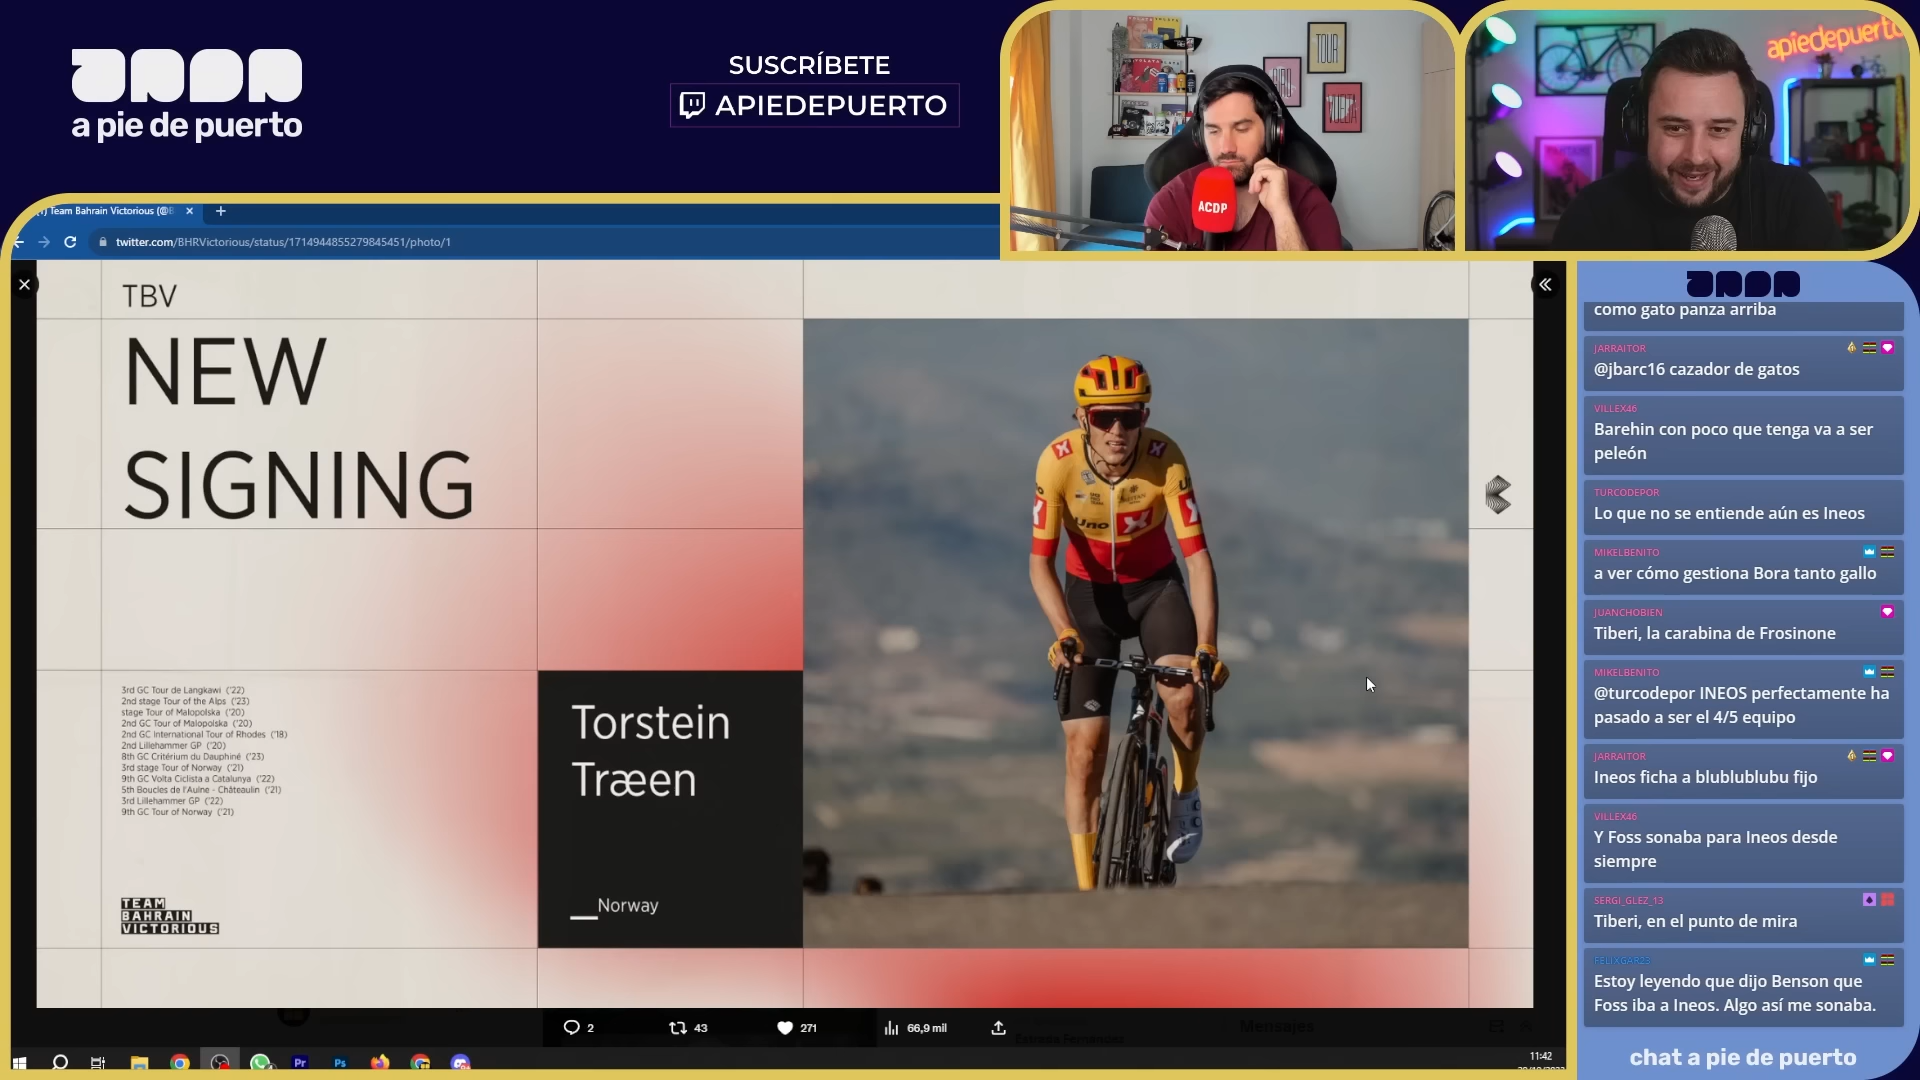 a pie de puerto
SUSCRÍBETE
APIEDEPUERTO
TOUR
GIRO
VUELTA
ACDP
apiedepuerto
Team Bahrain Victorious (@B
twitter.com/BHRVictorious/status/1714944855279845451/photo/1
TBV
NEW
SIGNING
3rd GC Tour de Langkawi ('22)
2nd stage Tour of the Alps ('23)
stage Tour of Malopolska ('20)
2nd GC Tour of Malopolska ('20)
2nd GC International Tour of Rhodes ('18)
2nd Lillehammer GP ('20)
8th GC Critérium du Dauphiné ('23)
3rd stage Tour of Norway ('21)
9th GC Volta Ciclista a Catalunya ('22)
5th Boucles de l'Aulne - Châteaulin ('21)
3rd Lillehammer GP ('22)
9th GC Tour of Norway ('21)
TEAM
BAHRAIN
VICTORIOUS
Torstein
Træen
Norway
Uno X
2
43
271
66,9 mil
Mensajes
11:42
como gato panza arriba
JARRAITOR
@jbarc16 cazador de gatos
VILLEX46
Barehin con poco que tenga va a ser
peleón
TURCODEPOR
Lo que no se entiende aún es Ineos
MIKELBENITO
a ver cómo gestiona Bora tanto gallo
JUANCHOBIEN
Tiberi, la carabina de Frosinone
MIKELBENITO
@turcodepor INEOS perfectamente ha
pasado a ser el 4/5 equipo
JARRAITOR
Ineos ficha a blublublubu fijo
VILLEX46
Y Foss sonaba para Ineos desde
siempre
SERGI_GLEZ_13
Tiberi, en el punto de mira
Estoy leyendo que dijo Benson que
Foss iba a Ineos. Algo así me sonaba.
chat a pie de puerto